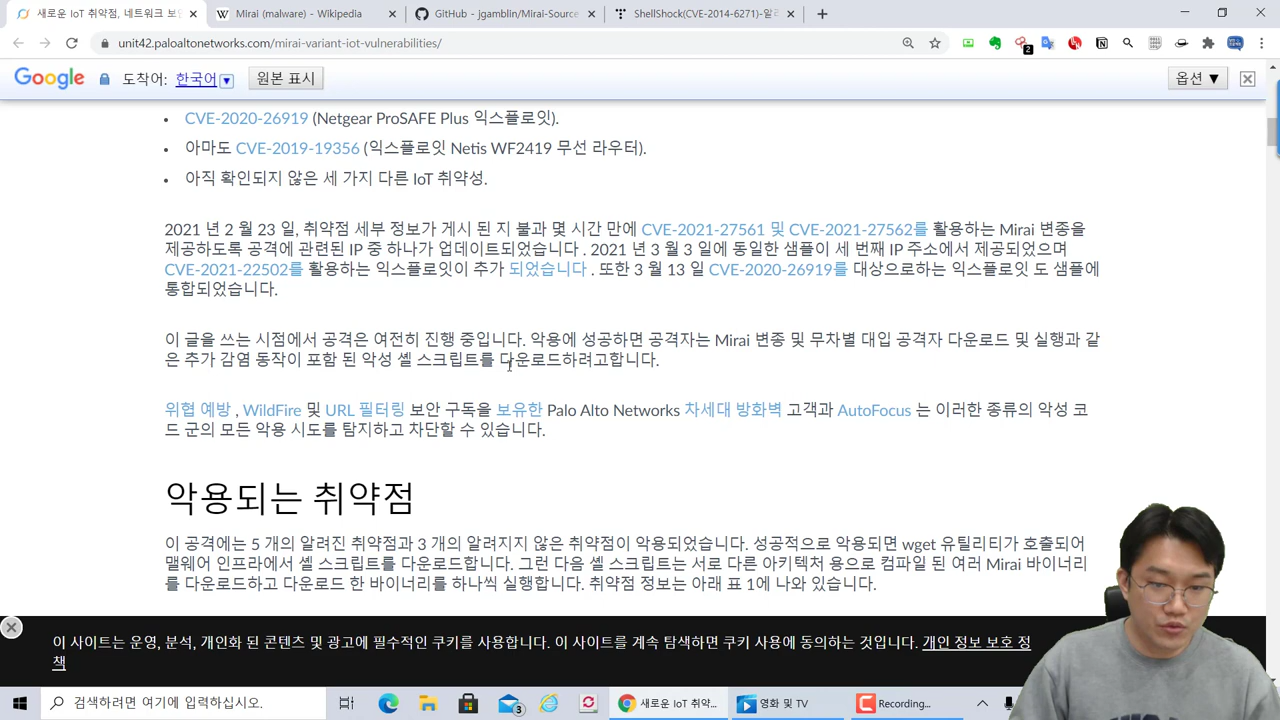 새로운 IoT 취약점, 네트워크 보인
Mirai (malware) - Wikipedia
GitHub - jgamblin/Mirai-Source
ShellShock(CVE-2014-6271)-알
unit42.paloaltonetworks.com/mirai-variant-iot-vulnerabilities/
Google 도착어: 한국어 원본 표시 옵션 ▼
CVE-2020-26919 (Netgear ProSAFE Plus 익스플로잇).
아마도 CVE-2019-19356 (익스플로잇 Netis WF2419 무선 라우터).
아직 확인되지 않은 세 가지 다른 IoT 취약성.
2021 년 2 월 23 일, 취약점 세부 정보가 게시 된 지 불과 몇 시간 만에 CVE-2021-27561 및 CVE-2021-27562를 활용하는 Mirai 변종을
제공하도록 공격에 관련된 IP 중 하나가 업데이트되었습니다 . 2021 년 3 월 3 일에 동일한 샘플이 세 번째 IP 주소에서 제공되었으며
CVE-2021-22502를 활용하는 익스플로잇이 추가 되었습니다 . 또한 3 월 13 일 CVE-2020-26919를 대상으로하는 익스플로잇 도 샘플에
통합되었습니다.
이 글을 쓰는 시점에서 공격은 여전히 진행 중입니다. 악용에 성공하면 공격자는 Mirai 변종 및 무차별 대입 공격자 다운로드 및 실행과 같
은 추가 감염 동작이 포함 된 악성 셸 스크립트를 다운로드하려고합니다.
위협 예방 , WildFire 및 URL 필터링 보안 구독을 보유한 Palo Alto Networks 차세대 방화벽 고객과 AutoFocus 는 이러한 종류의 악성 코
드 군의 모든 악용 시도를 탐지하고 차단할 수 있습니다.
악용되는 취약점
이 공격에는 5 개의 알려진 취약점과 3 개의 알려지지 않은 취약점이 악용되었습니다. 성공적으로 악용되면 wget 유틸리티가 호출되어
맬웨어 인프라에서 셸 스크립트를 다운로드합니다. 그런 다음 셸 스크립트는 서로 다른 아키텍처 용으로 컴파일 된 여러 Mirai 바이너리
를 다운로드하고 다운로드 한 바이너리를 하나씩 실행합니다. 취약점 정보는 아래 표 1에 나와 있습니다.
이 사이트는 운영, 분석, 개인화 된 콘텐츠 및 광고에 필수적인 쿠키를 사용합니다. 이 사이트를 계속 탐색하면 쿠키 사용에 동의하는 것입니다. 개인 정보 보호 정
책
검색하려면 여기에 입력하십시오.
3
새로운 IoT 취약...
영화 및 TV
Recording...